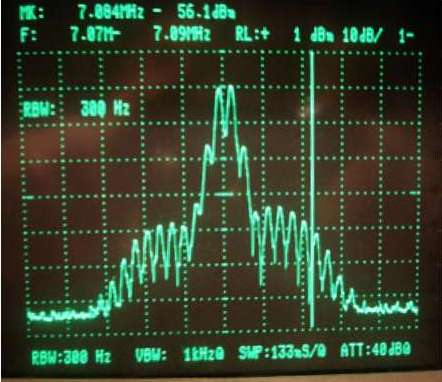 MK: 7.084MHz - 56.1dBm
F: 7.07M- 7.09MHz RL:+ 1 dBm 10dB/ 1-
RBW: 300 Hz
RBW:300 Hz VBW: 1kHz@ SWP:133mS/@ ATT:40dB@